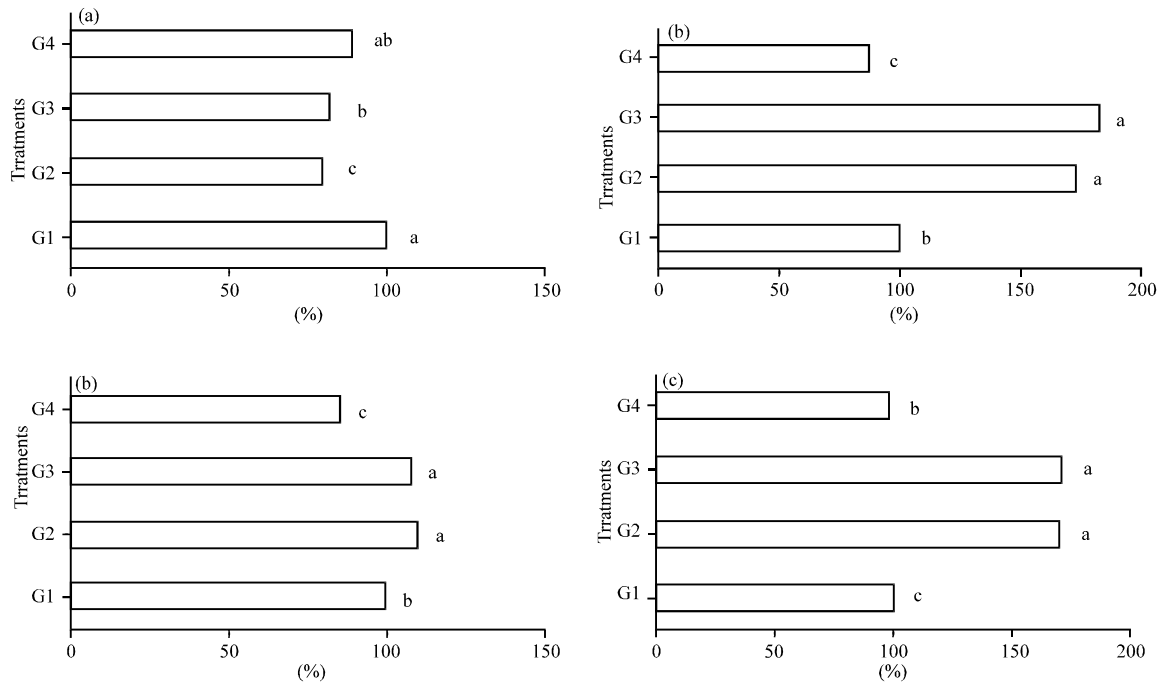 (a)
G4
ab
G3
b
G2
c
G1
a
Trratments
0 50 100 150
(%)
(b)
G4
c
G3
a
G2
a
G1
b
Trratments
0 50 100 150 200
(%)
(b)
G4
c
G3
a
G2
a
G1
b
Trratments
0 50 100 150
(%)
(c)
G4
b
G3
a
G2
a
G1
c
Trratments
0 50 100 150 200
(%)